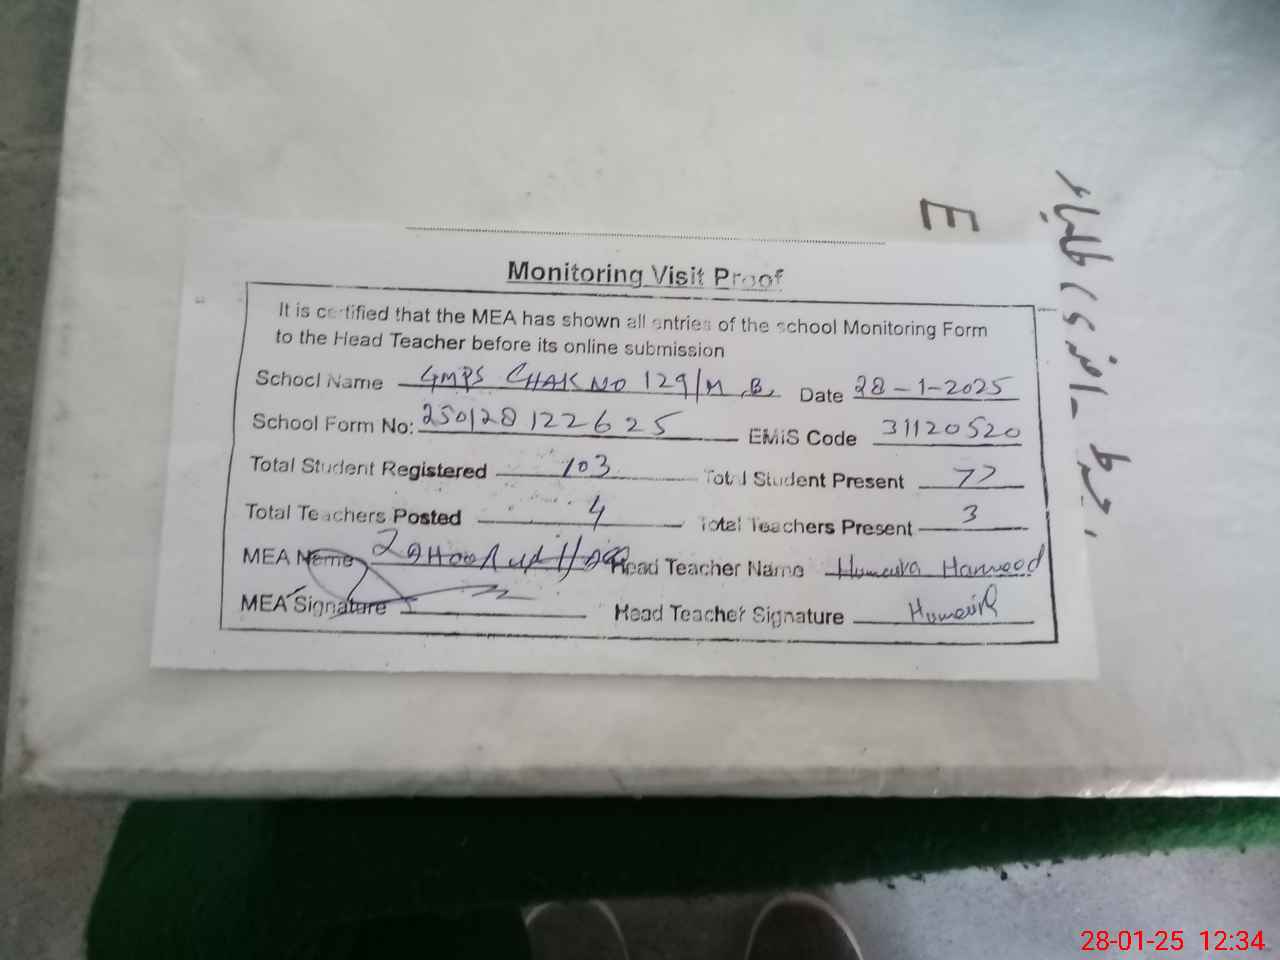 E
رجسٹر حاضری طلباء
Monitoring Visit Proof
It is certified that the MEA has shown all entries of the school Monitoring Form
to the Head Teacher before its online submission
School Name GMPS CHAK NO 129/M.B. Date 28-1-2025
School Form No: 250128122625 EMIS Code 31120520
Total Student Registered 103 Total Student Present 77
Total Teachers Posted 4 Total Teachers Present 3
MEA Name Head Teacher Name Humaira Hameed
MEA Signature Head Teacher Signature Humaira
28-01-25 12:34